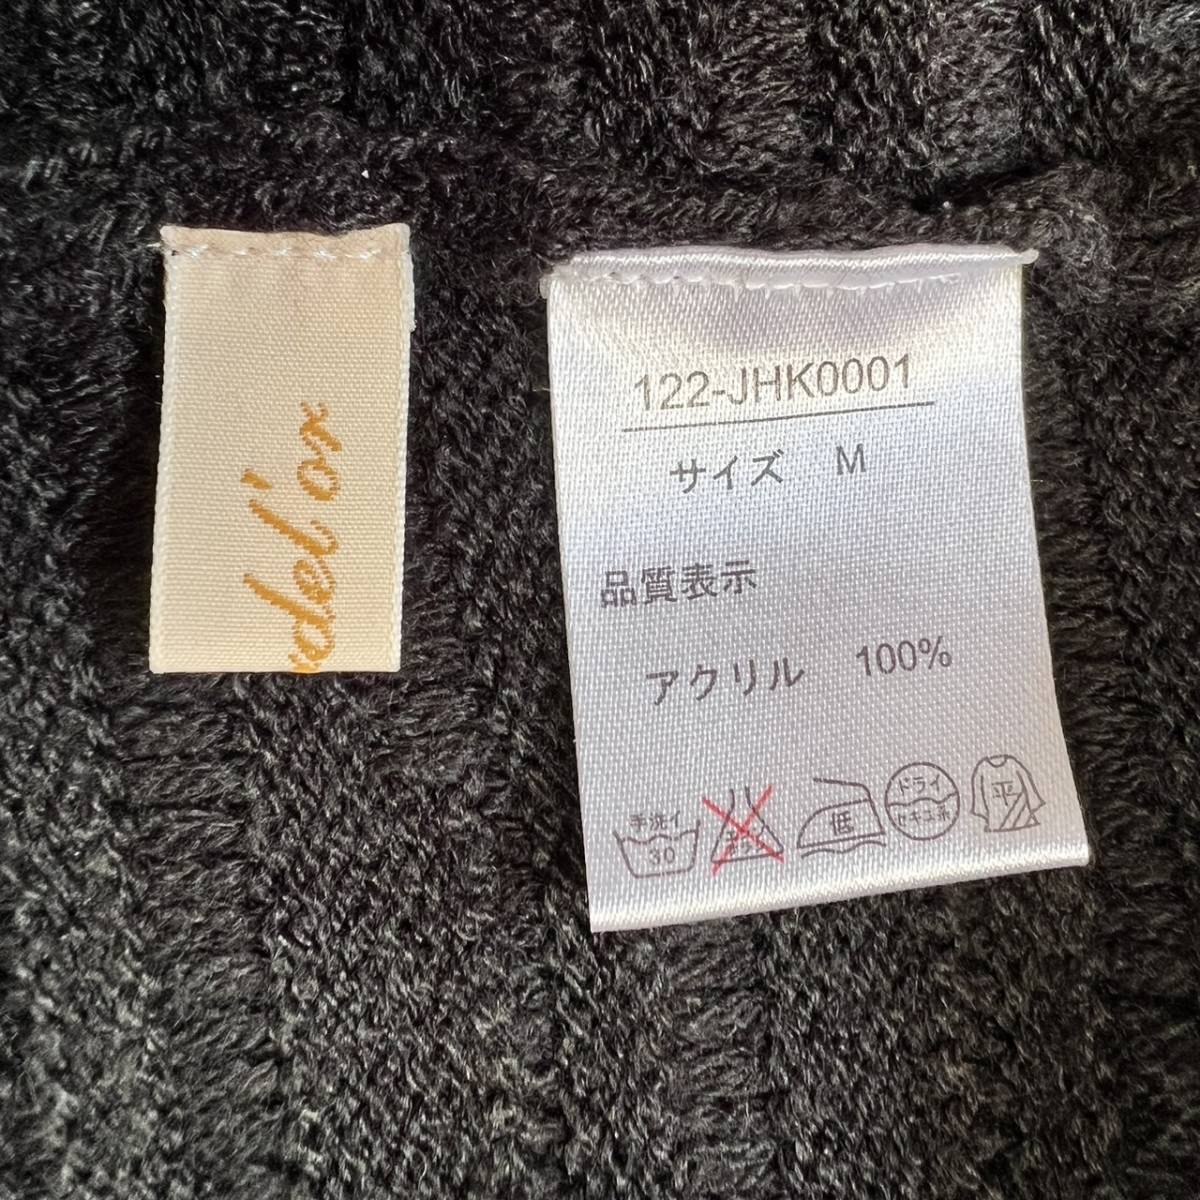 del'or
122-JHK0001
サイズ M
品質表示
アクリル 100%
手洗イ
30
低
ドライ
セキユ系
平